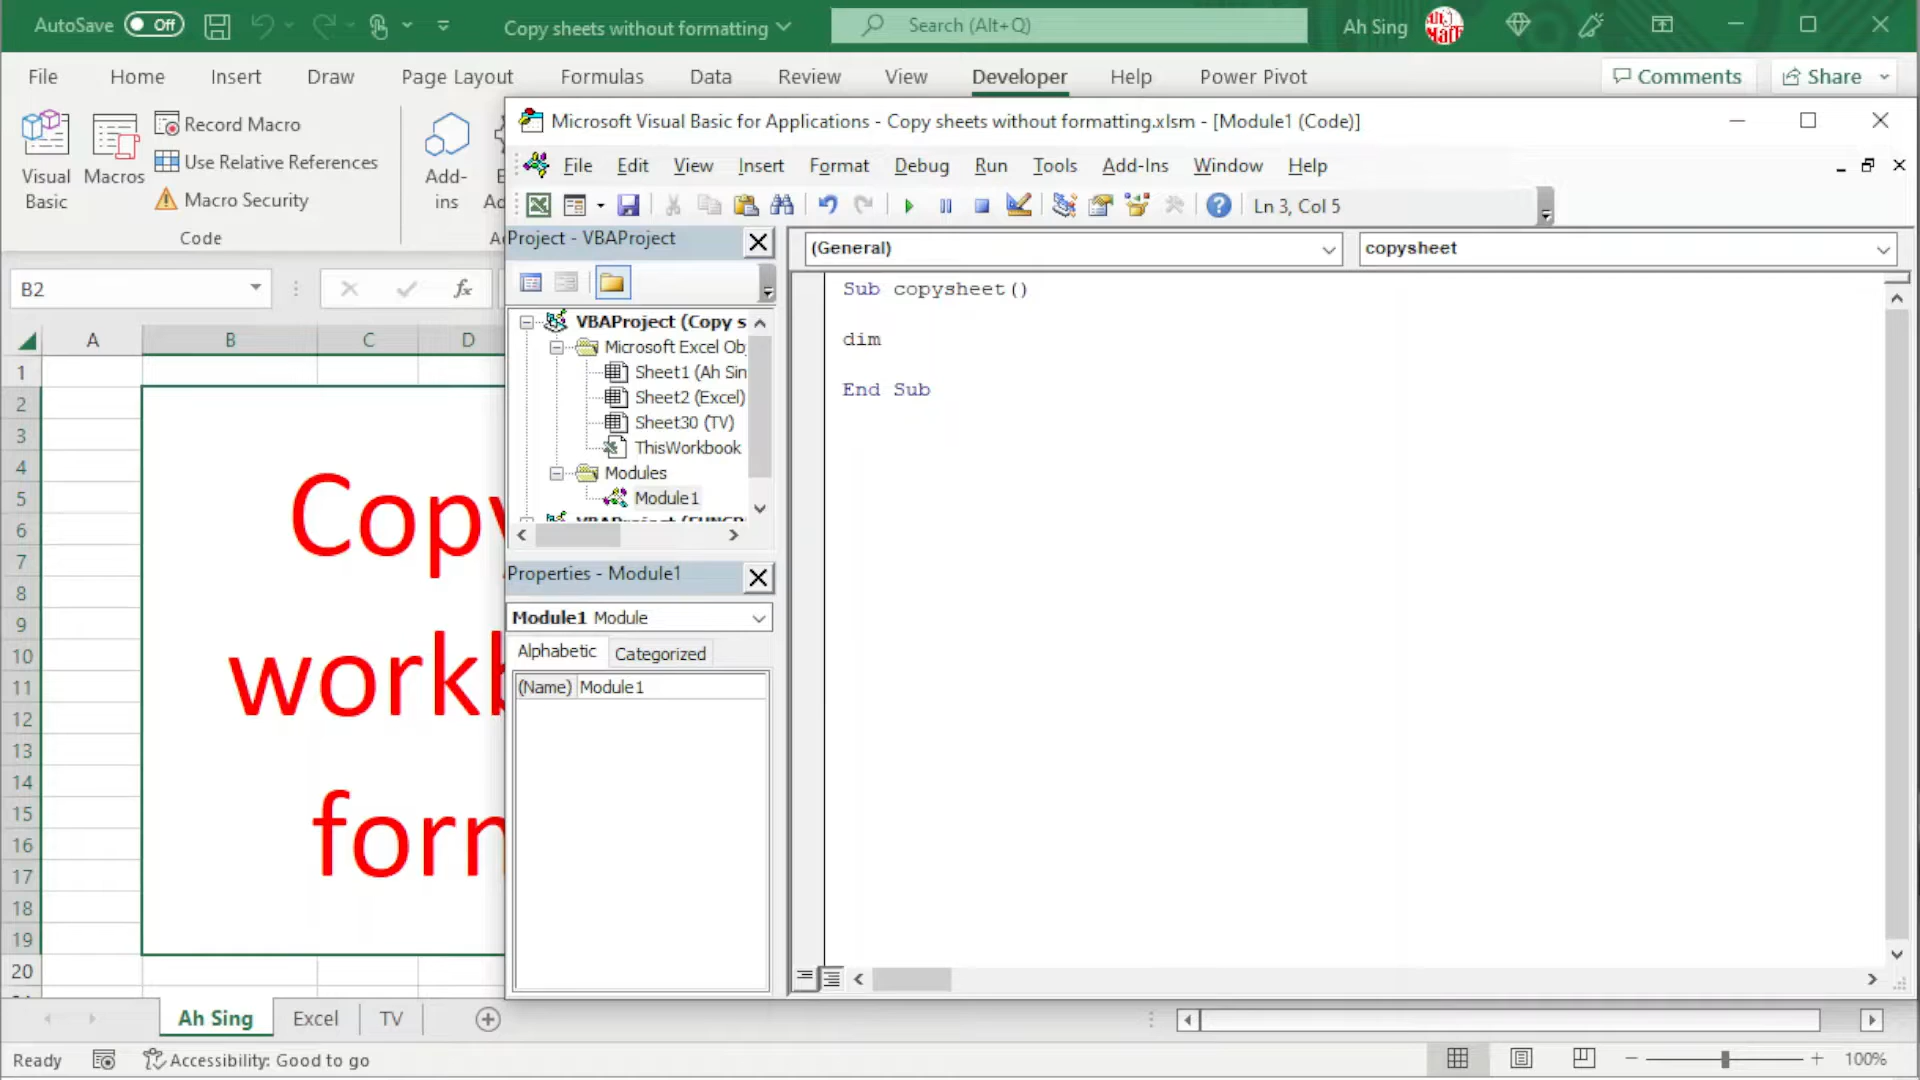 AutoSave Off Copy sheets without formatting Search (Alt+Q) Ah Sing
File Home Insert Draw Page Layout Formulas Data Review View Developer Help Power Pivot Comments Share
Visual Basic
Macros
Record Macro
Use Relative References
Macro Security
Code
Add-ins
B2
fx
Microsoft Visual Basic for Applications - Copy sheets without formatting.xlsm - [Module1 (Code)]
File Edit View Insert Format Debug Run Tools Add-Ins Window Help
Ln 3, Col 5
Project - VBAProject
VBAProject (Copy s
Microsoft Excel Ob
Sheet1 (Ah Sin
Sheet2 (Excel)
Sheet30 (TV)
ThisWorkbook
Modules
Module1
Properties - Module1
Module1 Module
Alphabetic Categorized
(Name) Module1
(General) copysheet
Sub copysheet()
dim
End Sub
A B C D
1
2
3
4
5
6
7
8
9
10
11
12
13
14
15
16
17
18
19
20
Copy
workb
form
Ah Sing Excel TV
Ready Accessibility: Good to go 100%